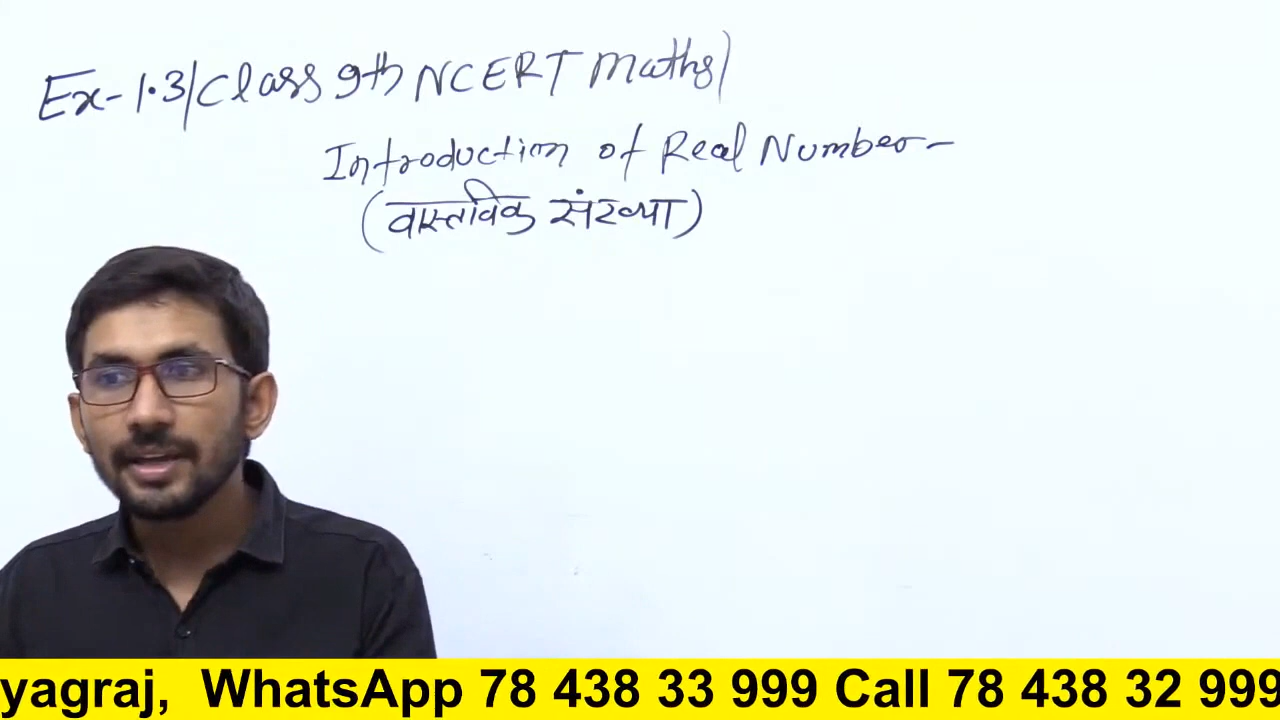 Ex-1.3/Class 9th NCERT Maths/
Introduction of Real Number-
(वास्तविक संख्या)
yagraj, WhatsApp 78 438 33 999 Call 78 438 32 999